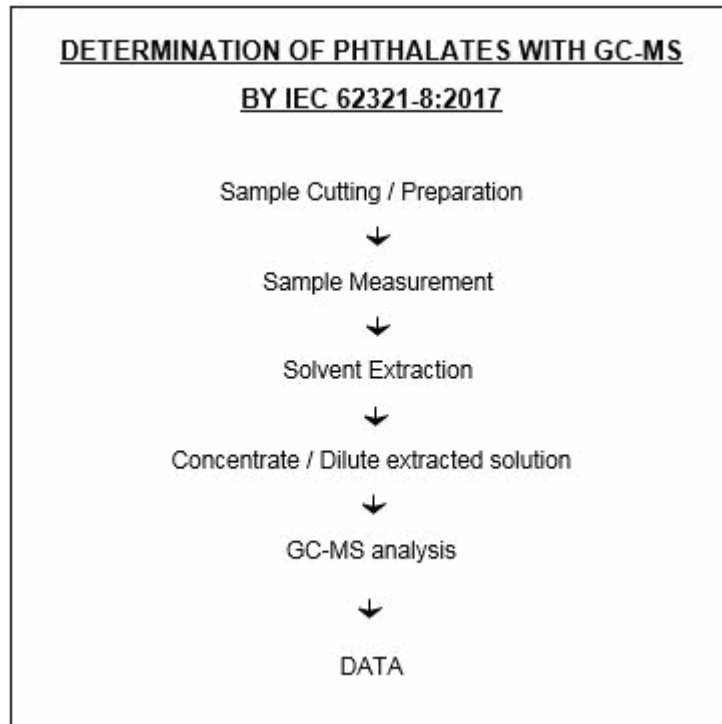 DETERMINATION OF PHTHALATES WITH GC-MS
BY IEC 62321-8:2017
Sample Cutting / Preparation
Sample Measurement
Solvent Extraction
Concentrate / Dilute extracted solution
GC-MS analysis
DATA